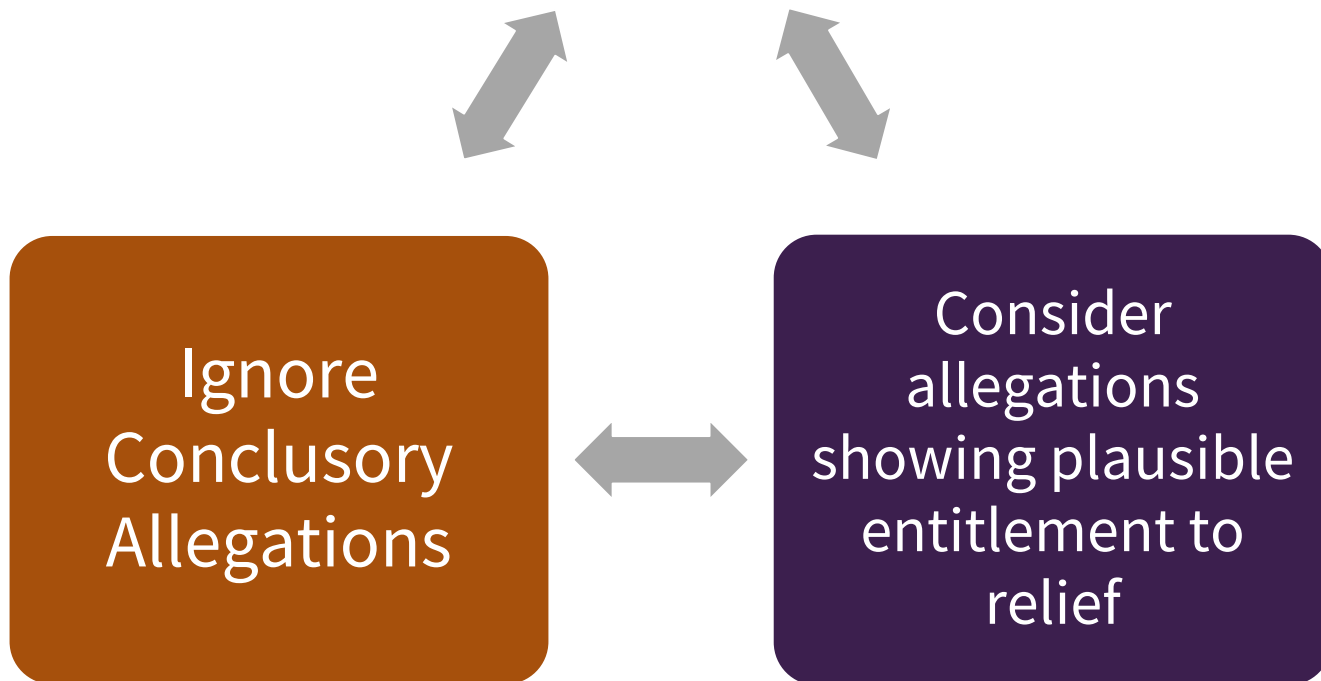 Ignore
Conclusory
Allegations
Consider
allegations
showing plausible
entitlement to
relief